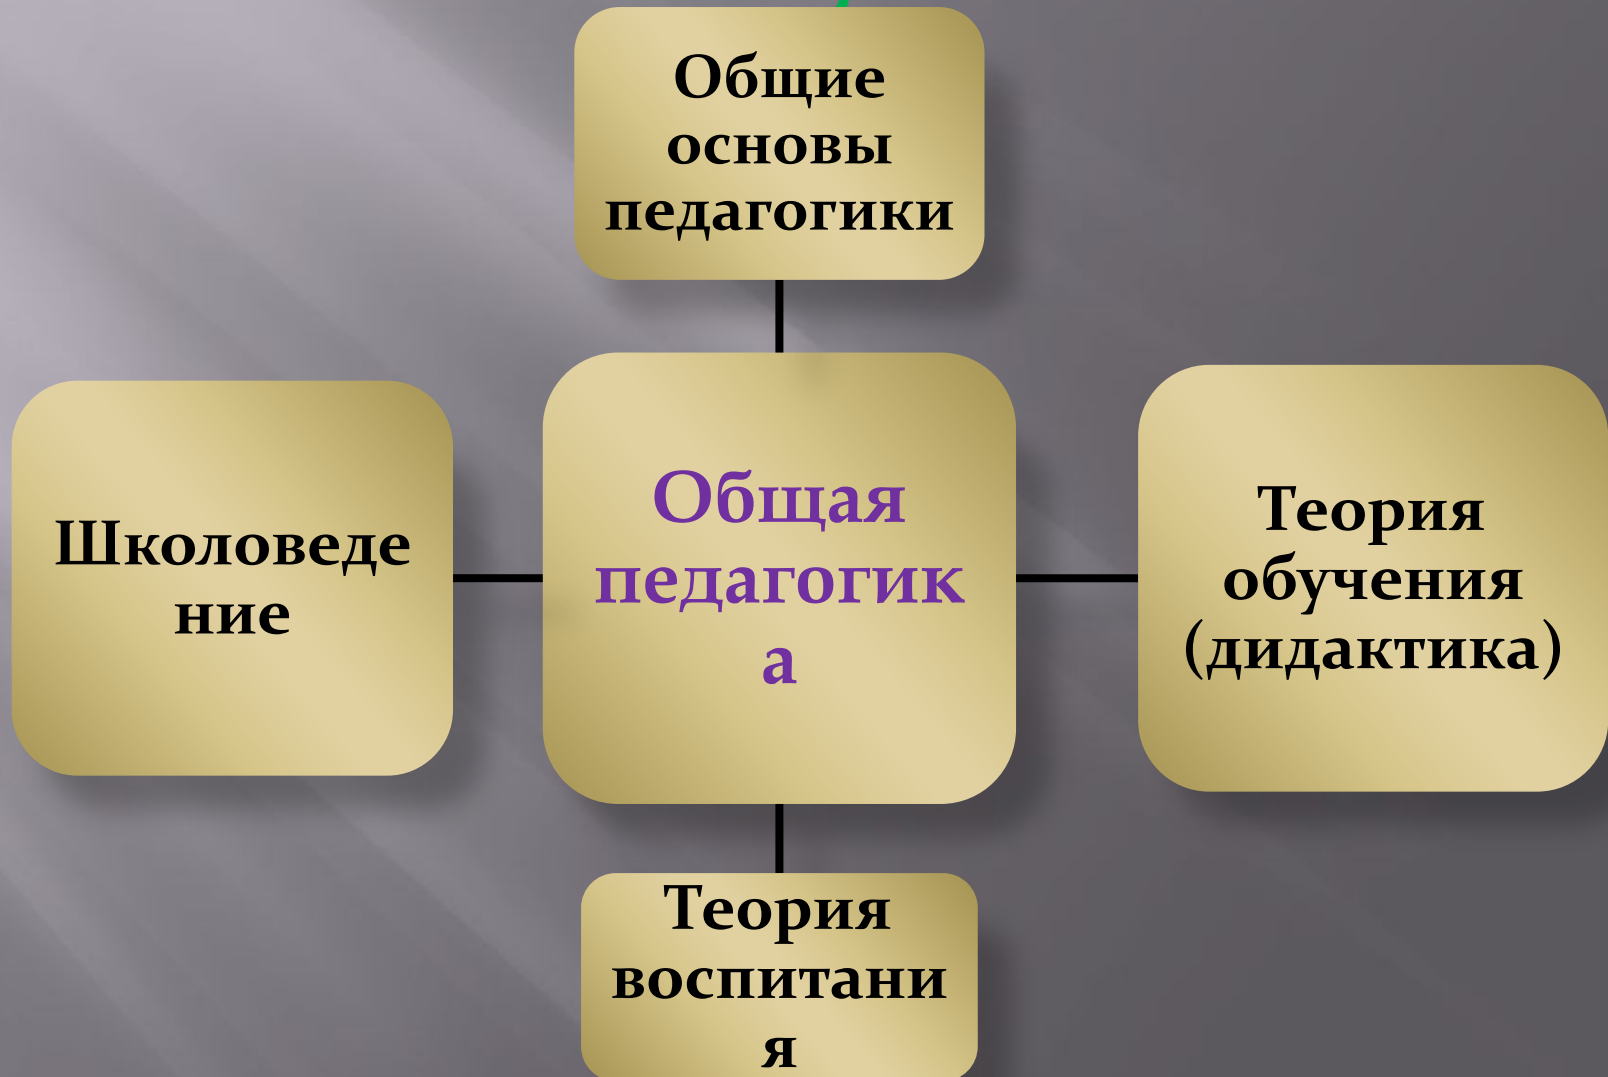 Общие
основы
педагогики
Школоведе
ние
Общая
педагогик
а
Теория
обучения
(дидактика)
Теория
воспитани
я